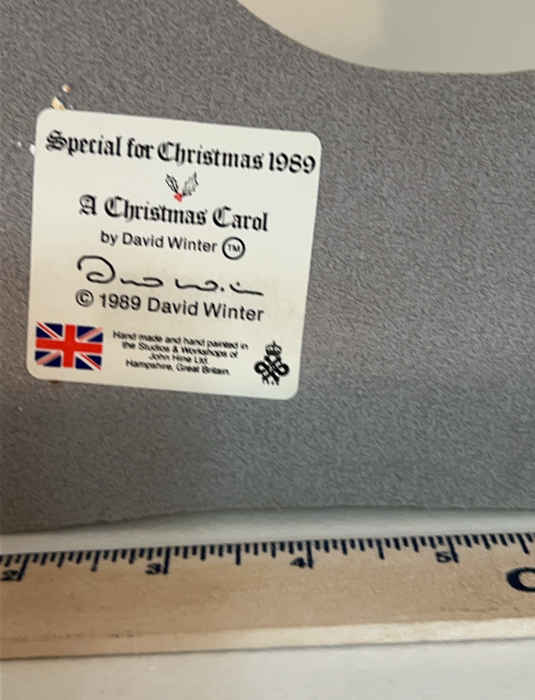 Special for Christmas 1989
A Christmas Carol
by David Winter TM
© 1989 David Winter
Hand made and hand painted in
the Studios & Workshops of
John Hine Ltd.
Hampshire, Great Britain.
2 3 4 5